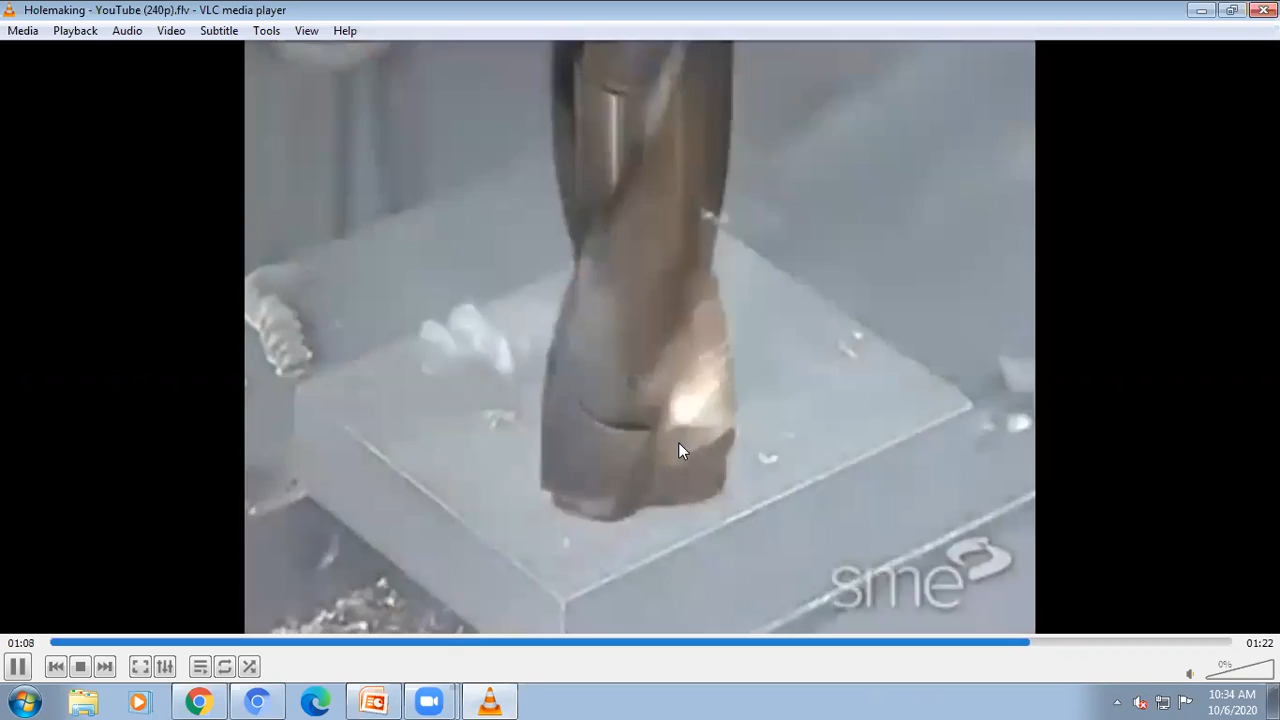 Holemaking - YouTube (240p).flv - VLC media player
Media Playback Audio Video Subtitle Tools View Help
sme
01:08
01:22
0%
10:34 AM
10/6/2020